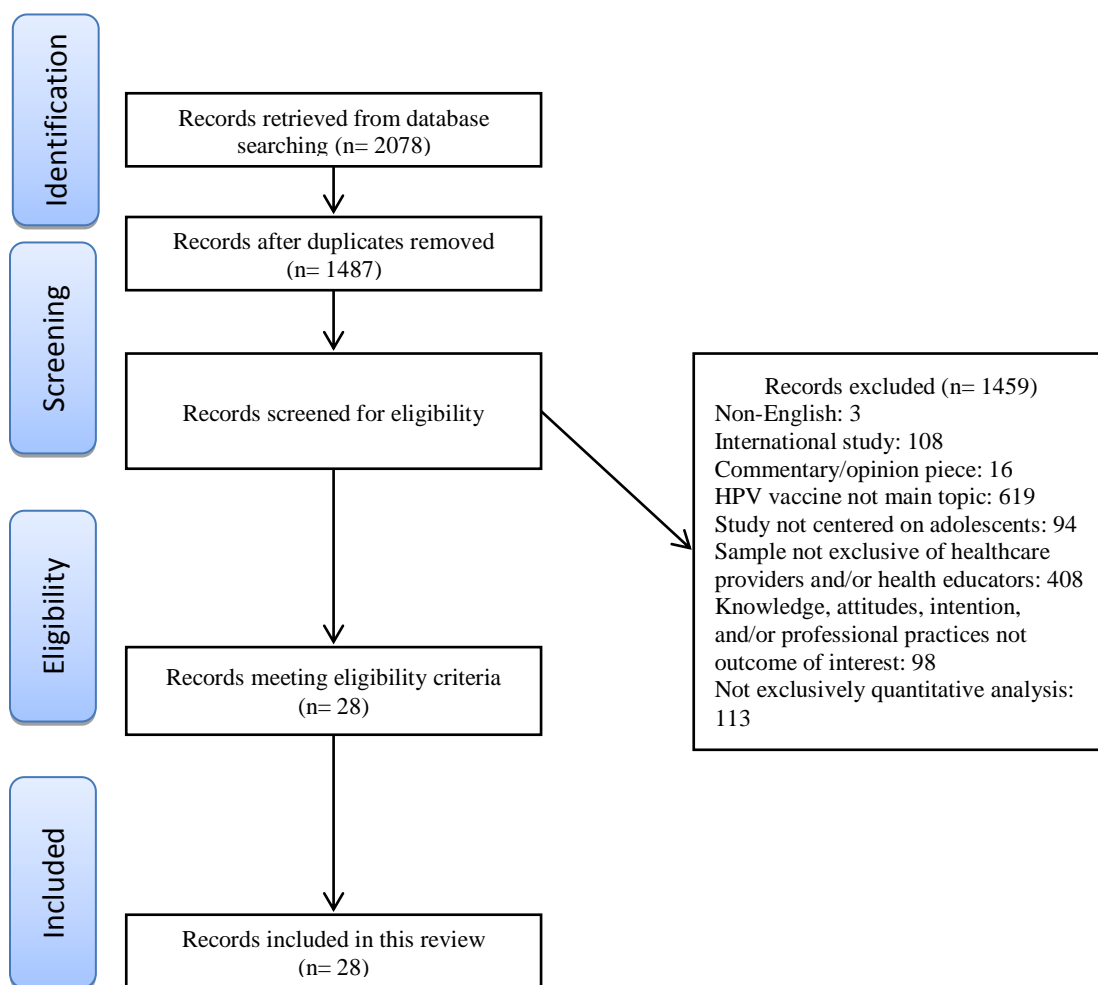 Identification
Records retrieved from database
searching (n= 2078)
Records after duplicates removed
(n= 1487)
Screening
Records screened for eligibility
Records excluded (n= 1459)
Non-English: 3
International study: 108
Commentary/opinion piece: 16
HPV vaccine not main topic: 619
Study not centered on adolescents: 94
Sample not exclusive of healthcare
providers and/or health educators: 408
Knowledge, attitudes, intention,
and/or professional practices not
outcome of interest: 98
Not exclusively quantitative analysis:
113
Eligibility
Records meeting eligibility criteria
(n= 28)
Included
Records included in this review
(n= 28)